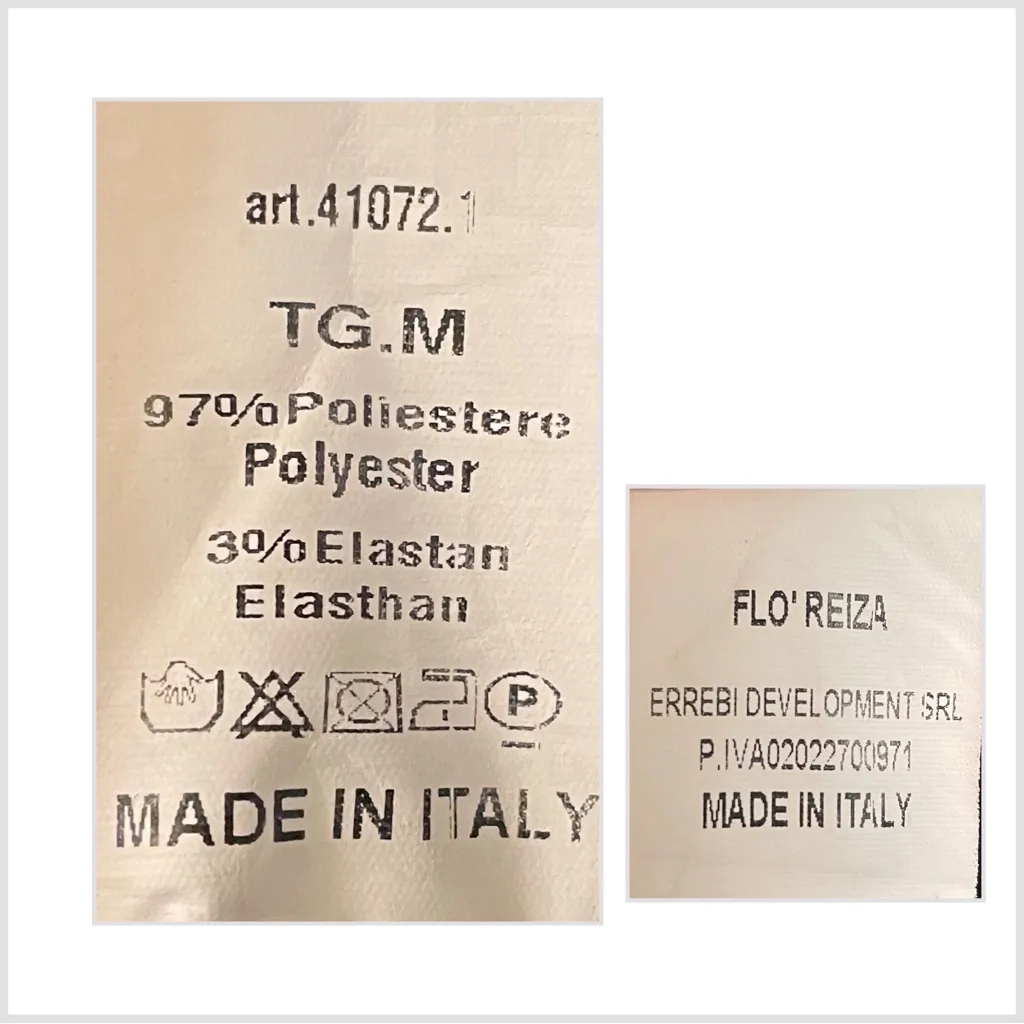 art.41072.1
TG.M
97%Poliestere
Polyester
3%Elastan
Elasthan
P
MADE IN ITALY
FLO' REIZA
ERREBI DEVELOPMENT SRL
P.IVA02022700971
MADE IN ITALY